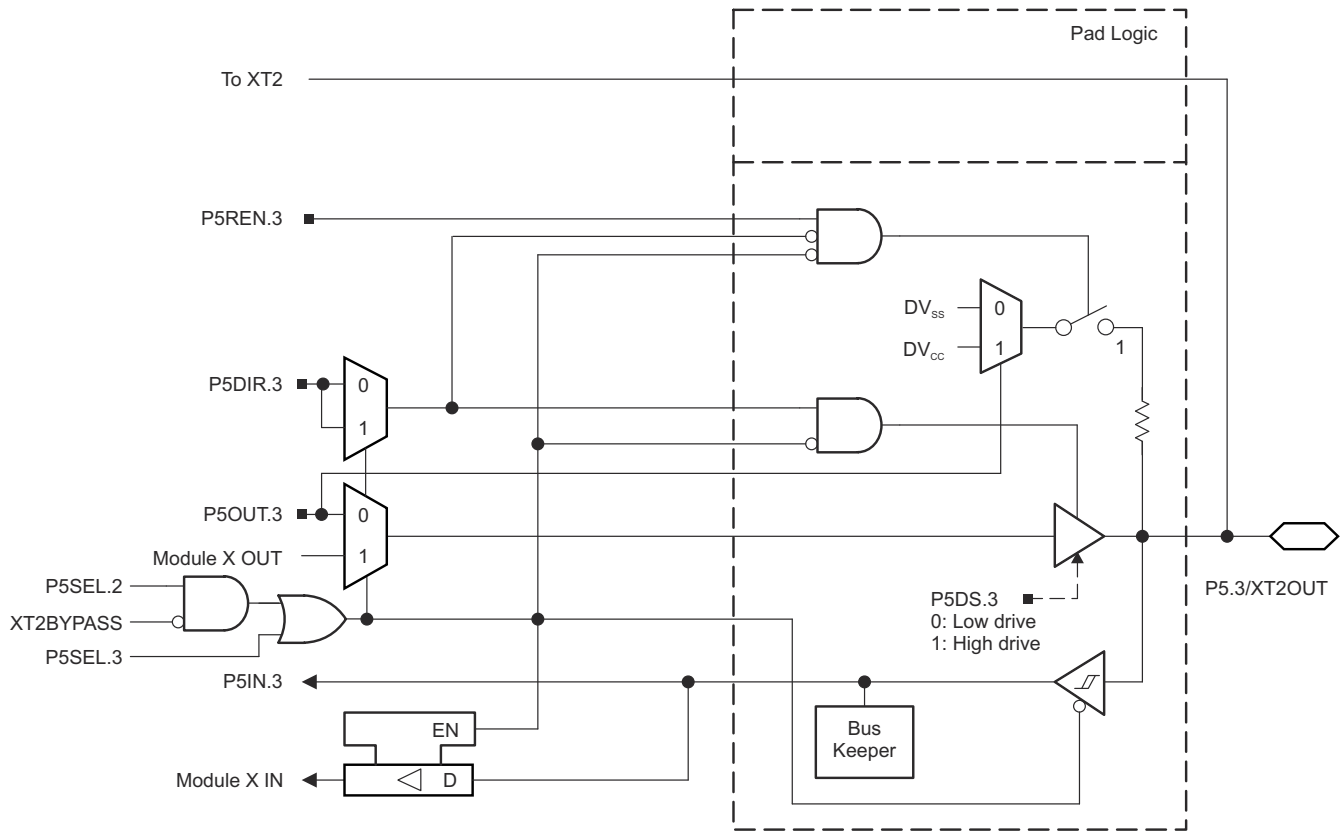 Pad Logic
To XT2
P5REN.3
DVSS
0
DVCC
1
1
P5DIR.3
0
1
P5OUT.3
0
Module X OUT
1
P5SEL.2
XT2BYPASS
P5SEL.3
P5DS.3
0: Low drive
1: High drive
P5.3/XT2OUT
P5IN.3
EN
Bus
Keeper
Module X IN
D